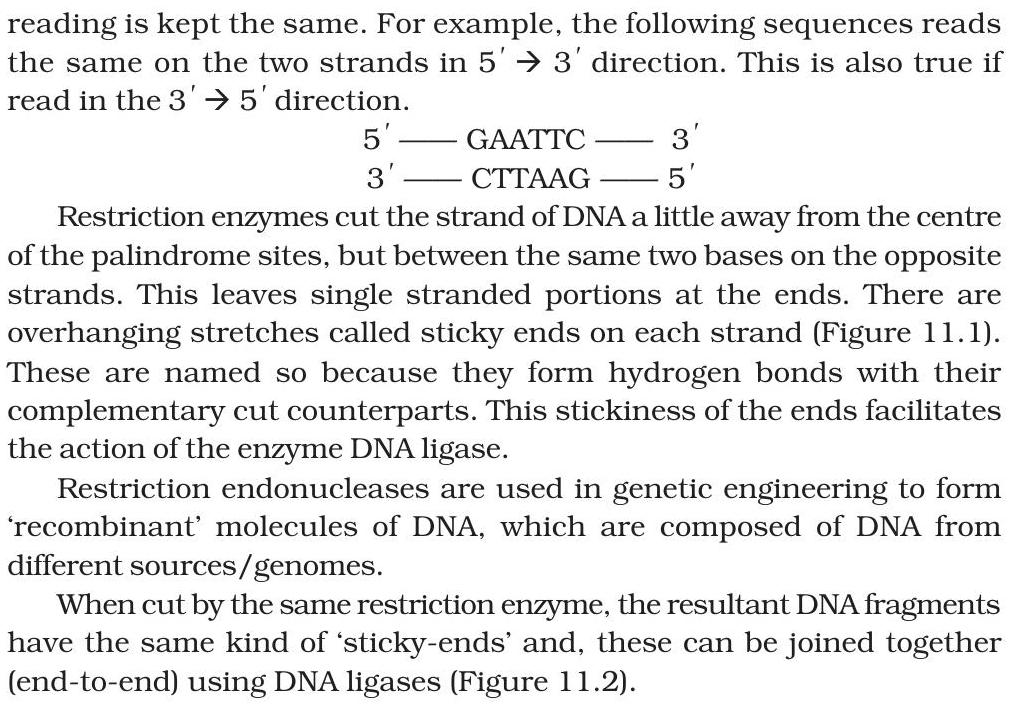 reading is kept the same. For example, the following sequences reads
the same on the two strands in 5′ → 3′ direction. This is also true if
read in the 3′ → 5′ direction.
5′ —— GAATTC —— 3′
3′ —— CTTAAG —— 5′
Restriction enzymes cut the strand of DNA a little away from the centre
of the palindrome sites, but between the same two bases on the opposite
strands. This leaves single stranded portions at the ends. There are
overhanging stretches called sticky ends on each strand (Figure 11.1).
These are named so because they form hydrogen bonds with their
complementary cut counterparts. This stickiness of the ends facilitates
the action of the enzyme DNA ligase.
Restriction endonucleases are used in genetic engineering to form
‘recombinant’ molecules of DNA, which are composed of DNA from
different sources/genomes.
When cut by the same restriction enzyme, the resultant DNA fragments
have the same kind of ‘sticky-ends’ and, these can be joined together
(end-to-end) using DNA ligases (Figure 11.2).